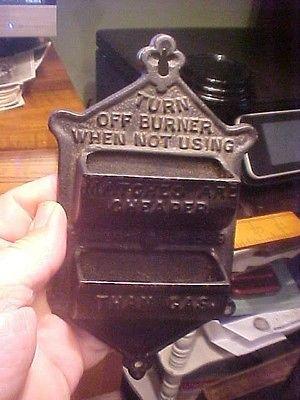 TURN
OFF BURNER
WHEN NOT USING
MATCHES ARE
CHEAPER
THAN GAS.